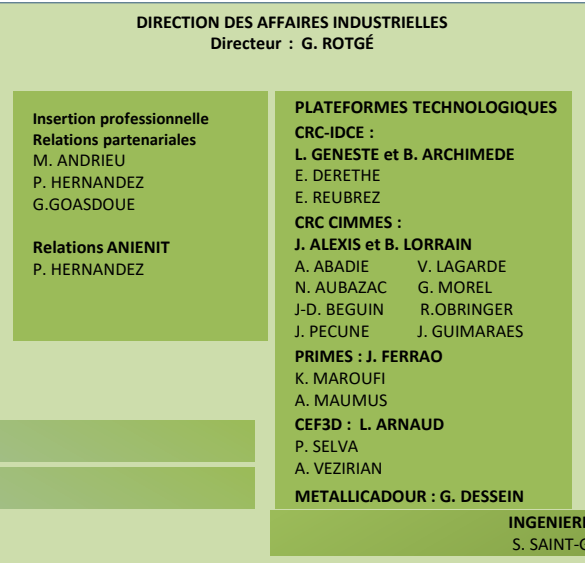 DIRECTION DES AFFAIRES INDUSTRIELLES
Directeur : G. ROTGÉ
Insertion professionnelle
Relations partenariales
M. ANDRIEU
P. HERNANDEZ
G.GOASDOUE
Relations ANIENIT
P. HERNANDEZ
PLATEFORMES TECHNOLOGIQUES
CRC-IDCE :
L. GENESTE et B. ARCHIMEDE
E. DERETHE
E. REUBREZ
CRC CIMMES :
J. ALEXIS et B. LORRAIN
A. ABADIE V. LAGARDE
N. AUBAZAC G. MOREL
J-D. BEGUIN R.OBRINGER
J. PECUNE J. GUIMARAES
PRIMES : J. FERRAO
K. MAROUFI
A. MAUMUS
CEF3D : L. ARNAUD
P. SELVA
A. VEZIRIAN
METALLICADOUR : G. DESSEIN